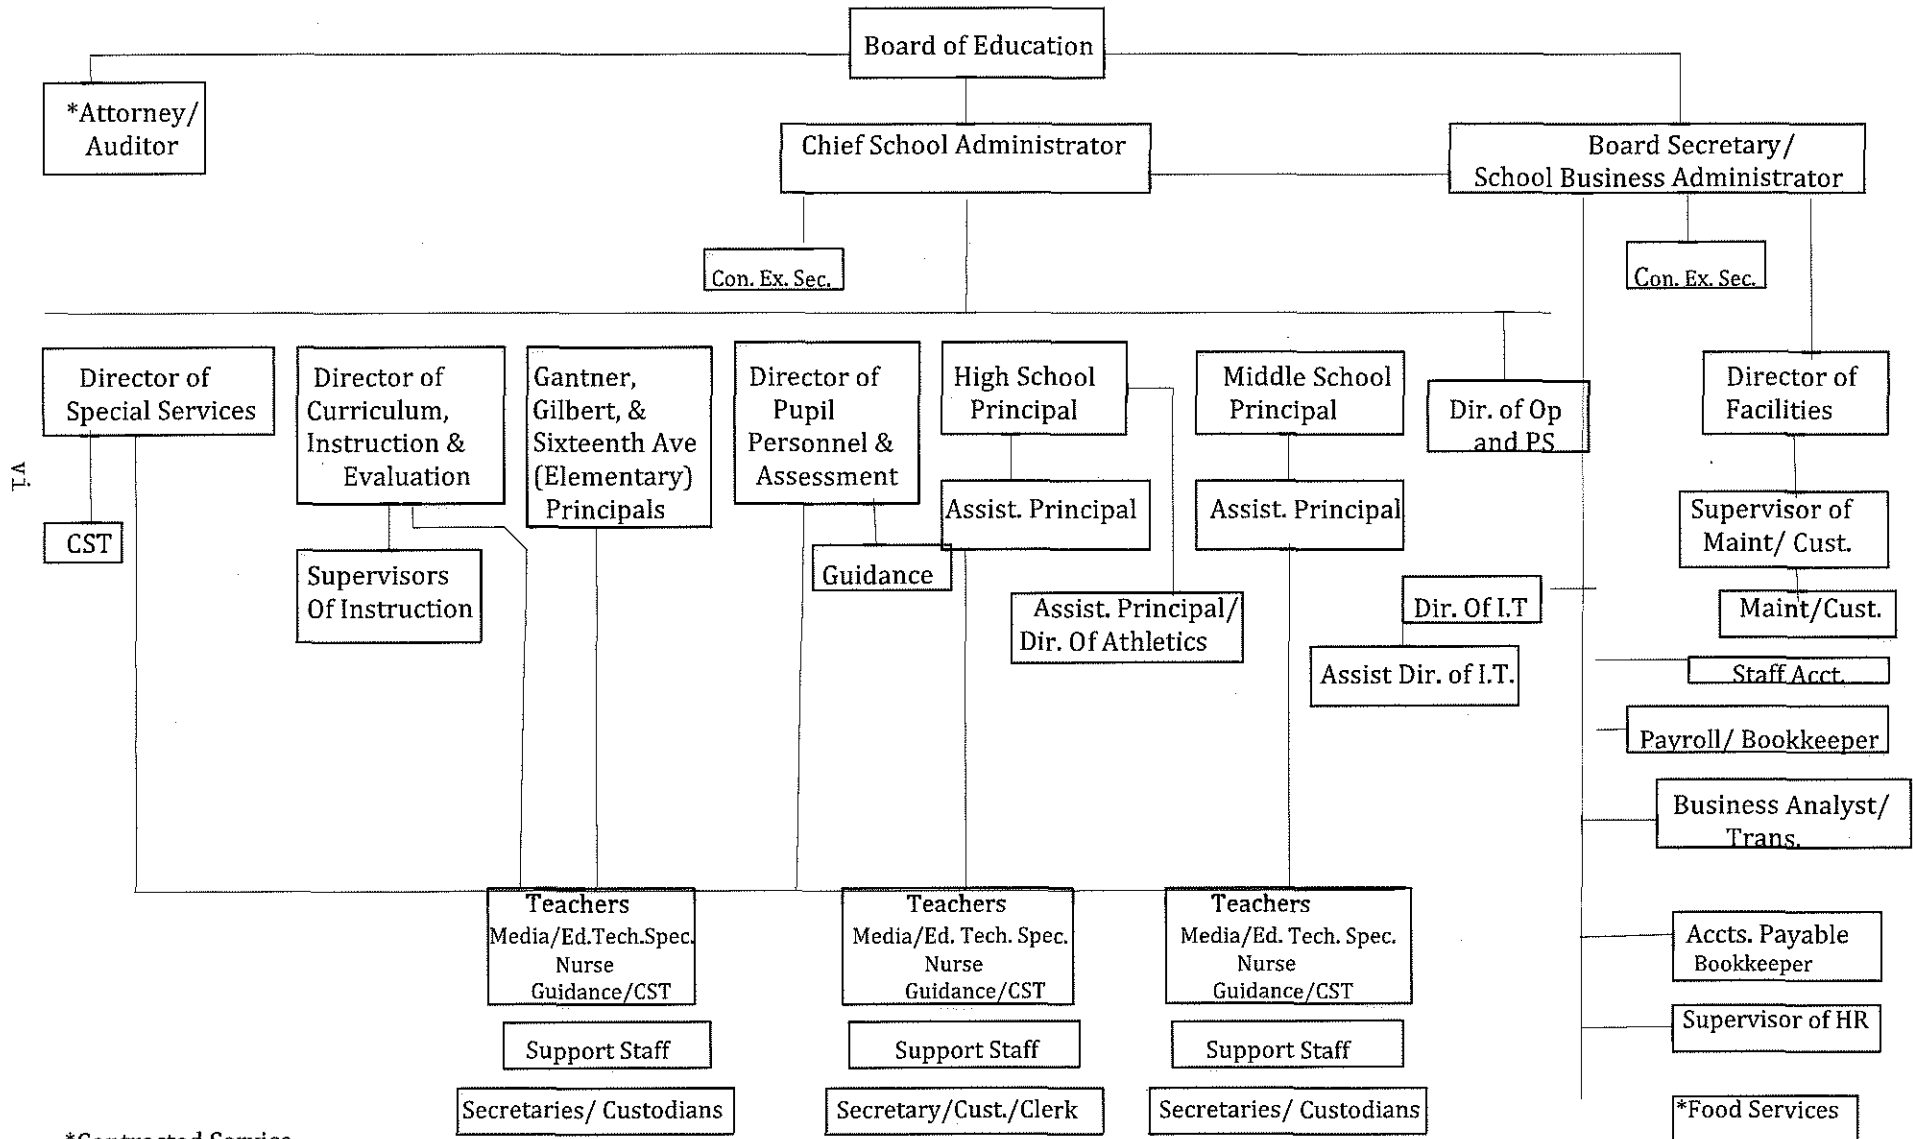 Board of Education
*Attorney/
Auditor
Chief School Administrator
Board Secretary/
School Business Administrator
Con. Ex. Sec.
Con. Ex. Sec.
Director of
Special Services
Director of
Curriculum,
Instruction &
Evaluation
Gantner,
Gilbert, &
Sixteenth Ave
(Elementary)
Principals
Director of
Pupil
Personnel &
Assessment
High School
Principal
Middle School
Principal
Dir. of Op
and PS
Director of
Facilities
vi
CST
Supervisors
Of Instruction
Guidance
Assist. Principal
Assist. Principal/
Dir. Of Athletics
Assist. Principal
Dir. Of I.T
Assist Dir. of I.T.
Supervisor of
Maint/ Cust.
Maint/Cust.
Staff Acct.
Payroll/ Bookkeeper
Business Analyst/
Trans.
Accts. Payable
Bookkeeper
Supervisor of HR
*Food Services
Teachers
Media/Ed.Tech.Spec.
Nurse
Guidance/CST
Support Staff
Secretaries/ Custodians
Teachers
Media/Ed. Tech. Spec.
Nurse
Guidance/CST
Support Staff
Secretary/Cust./Clerk
Teachers
Media/Ed. Tech. Spec.
Nurse
Guidance/CST
Support Staff
Secretaries/ Custodians
*Contracted Service